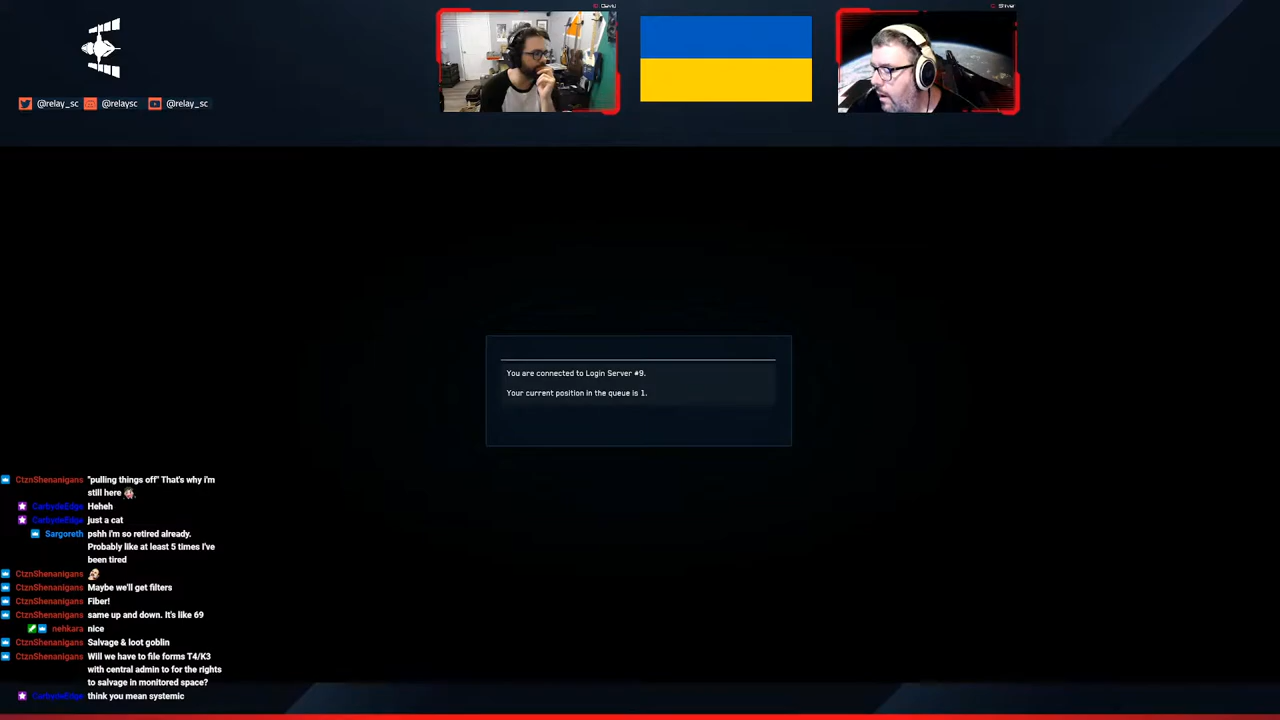 @relay_sc @relaysc @relay_sc
You are connected to Login Server #9.
Your current position in the queue is 1.
CtznShenanigans "pulling things off" That's why i'm
still here
CarbydeEdge Heheh
CarbydeEdge just a cat
Sargoreth pshh i'm so retired already.
Probably like at least 5 times I've
been tired
CtznShenanigans
CtznShenanigans Maybe we'll get filters
CtznShenanigans Fiber!
CtznShenanigans same up and down. It's like 69
nehkara nice
CtznShenanigans Salvage & loot goblin
CtznShenanigans Will we have to file forms T4/K3
with central admin to for the rights
to salvage in monitored space?
CarbydeEdge think you mean systemic